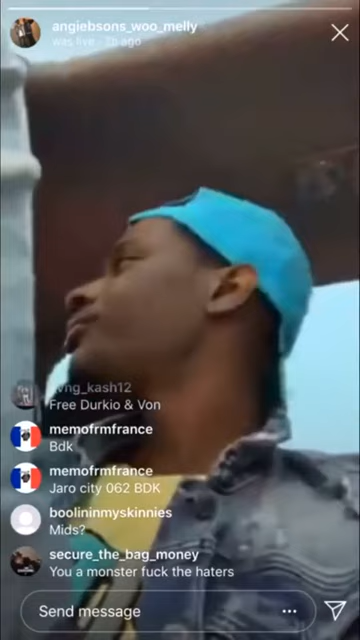 angiebsons_woo_melly
was live · 2h ago
vng_kash12
Free Durkio & Von
memofrmfrance
Bdk
memofrmfrance
Jaro city 062 BDK
boolininmyskinnies
Mids?
secure_the_bag_money
You a monster fuck the haters
Send message